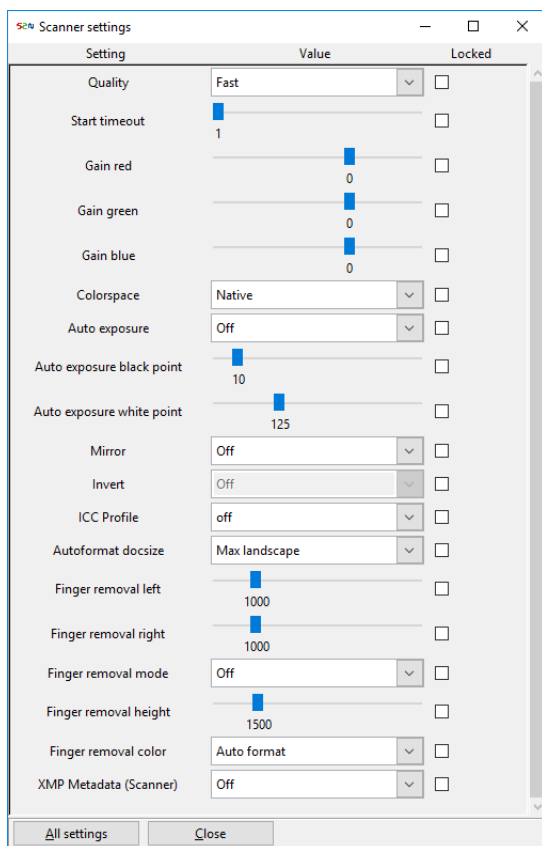 S2N Scanner settings
Setting Value Locked
Quality Fast
Start timeout
1
Gain red
0
Gain green
0
Gain blue
0
Colorspace Native
Auto exposure Off
Auto exposure black point
10
Auto exposure white point
125
Mirror Off
Invert Off
ICC Profile off
Autoformat docsize Max landscape
Finger removal left
1000
Finger removal right
1000
Finger removal mode Off
Finger removal height
1500
Finger removal color Auto format
XMP Metadata (Scanner) Off
All settings Close